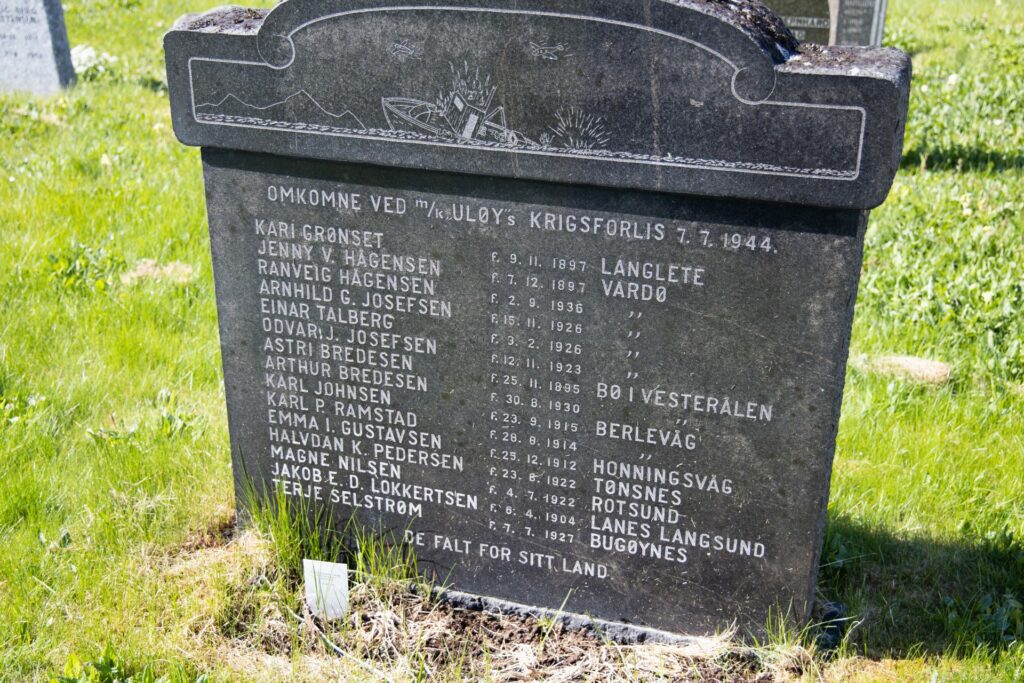 OMKOMNE VED m/k. ULØY's KRIGSFORLIS 7.7.1944.
KARI GRØNSET F. 9. 11. 1897 LANGLETE
JENNY V. HÅGENSEN F. 7. 12. 1897 VARDØ
RANVEIG HÅGENSEN F. 2. 9. 1936 ,,
ARNHILD G. JOSEFSEN F. 15. 11. 1926 ,,
EINAR TALBERG F. 3. 2. 1926 ,,
ODVAR J. JOSEFSEN F. 12. 11. 1923 ,,
ASTRI BREDESEN F. 25. 11. 1895 BØ I VESTERÅLEN
ARTHUR BREDESEN F. 30. 8. 1930 ,,
KARL JOHNSEN F. 23. 9. 1915 BERLEVÅG
KARL P. RAMSTAD F. 28. 8. 1914 ,,
EMMA I. GUSTAVSEN F. 25. 12. 1912 HONNINGSVÅG
HALVDAN K. PEDERSEN F. 23. 6. 1922 TØNSNES
MAGNE NILSEN F. 4. 7. 1922 ROTSUND
JAKOB E. D. LOKKERTSEN F. 6. 4. 1904 LANES LANGSUND
TERJE SELSTRØM F. 7. 7. 1927 BUGØYNES
DE FALT FOR SITT LAND.